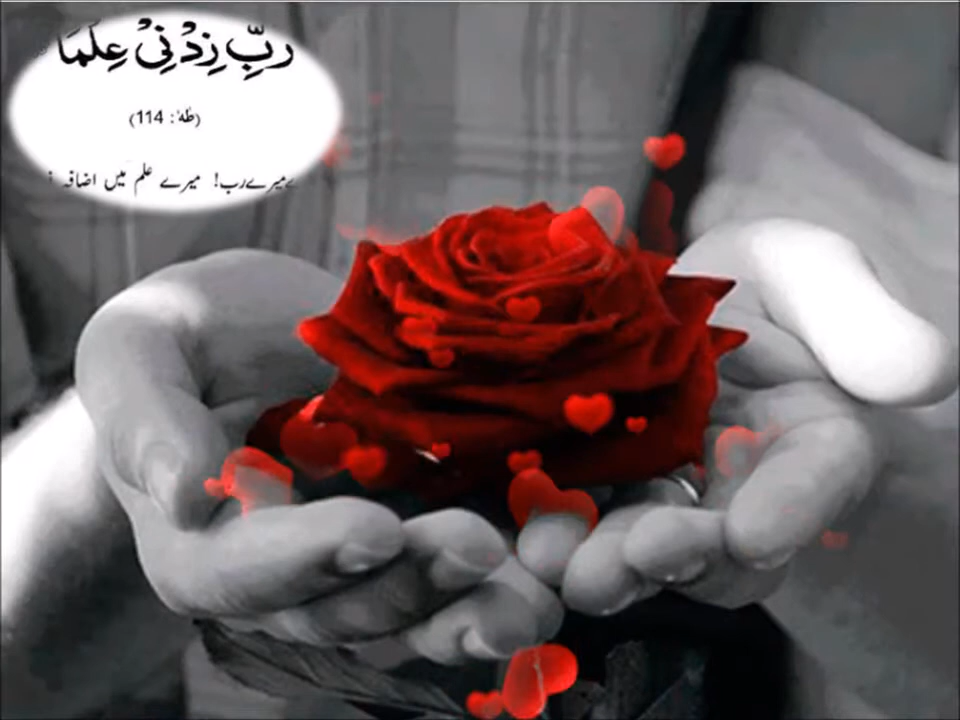 رَبِّ زِدْنِیْ عِلْمًا
(طٰهٰ: 114)
میرے رب! میرے علم میں اضافہ